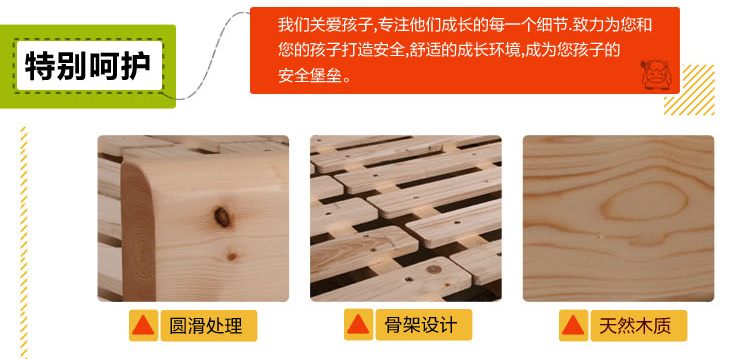 特别呵护
我们关爱孩子,专注他们成长的每一个细节.致力为您和
您的孩子打造安全,舒适的成长环境,成为您孩子的
安全堡垒。
圆滑处理
骨架设计
天然木质